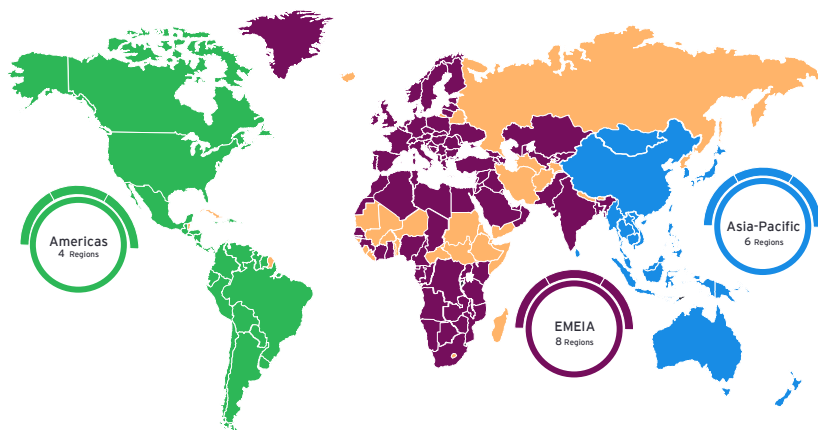 Americas
4 Regions
Asia-Pacific
6 Regions
EMEIA
8 Regions